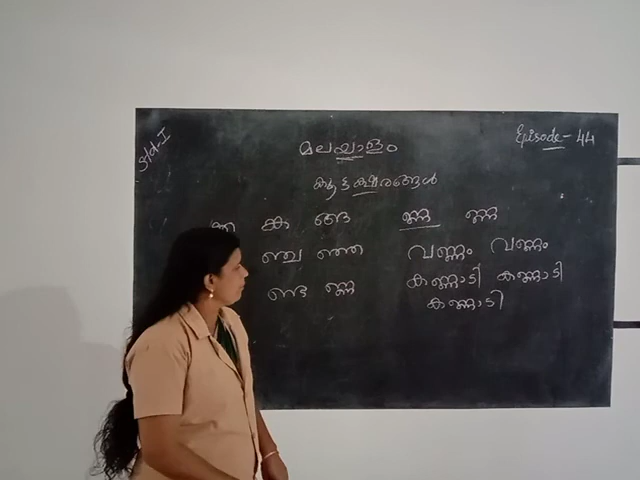 Std-I
മലയാളം
Episode - 44
കൂട്ടക്ഷരങ്ങൾ
ക്ക ങ്ങ ണ്ണ ണ്ണ
ഞ്ച ഞ്ഞ വണ്ണം വണ്ണം
ണ്ട ണ്ണ കണ്ണാടി കണ്ണാടി
കണ്ണാടി